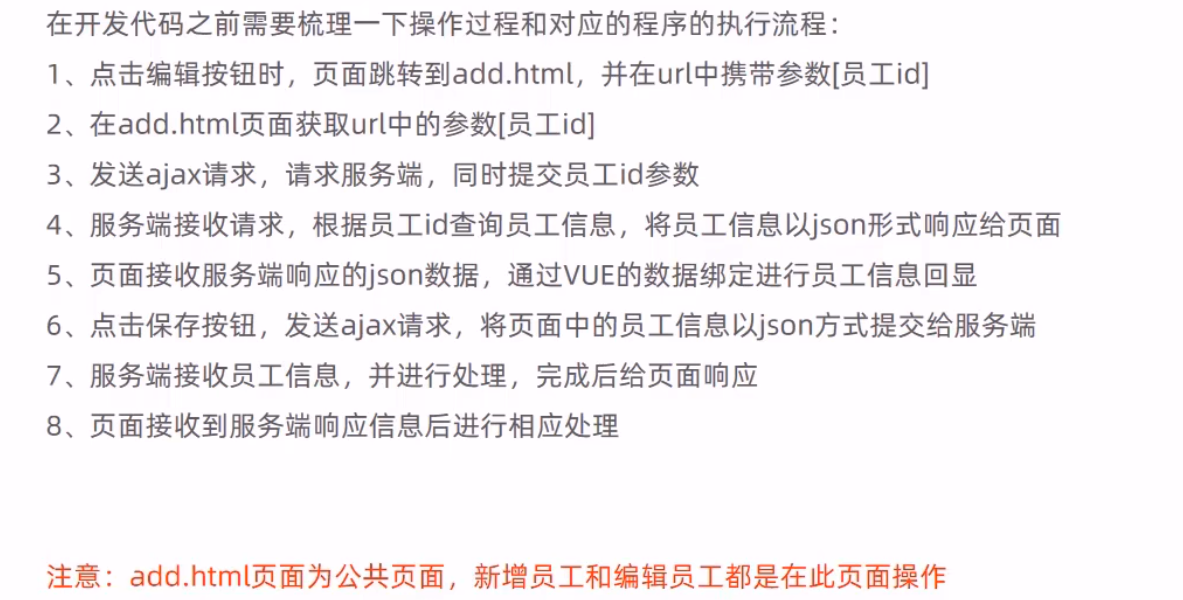 在开发代码之前需要梳理一下操作过程和对应的程序的执行流程：
1、点击编辑按钮时，页面跳转到add.html，并在url中携带参数[员工id]
2、在add.html页面获取url中的参数[员工id]
3、发送ajax请求，请求服务端，同时提交员工id参数
4、服务端接收请求，根据员工id查询员工信息，将员工信息以json形式响应给页面
5、页面接收服务端响应的json数据，通过VUE的数据绑定进行员工信息回显
6、点击保存按钮，发送ajax请求，将页面中的员工信息以json方式提交给服务端
7、服务端接收员工信息，并进行处理，完成后给页面响应
8、页面接收到服务端响应信息后进行相应处理
注意：add.html页面为公共页面，新增员工和编辑员工都是在此页面操作